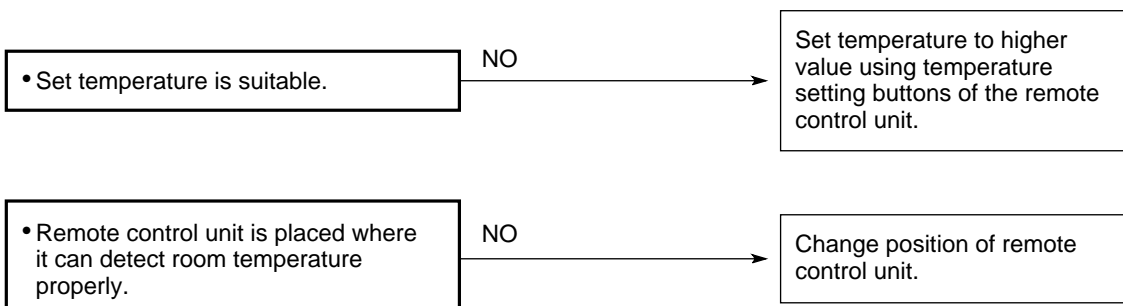 • Set temperature is suitable.
NO
Set temperature to higher
value using temperature
setting buttons of the remote
control unit.
• Remote control unit is placed where
it can detect room temperature
properly.
NO
Change position of remote
control unit.